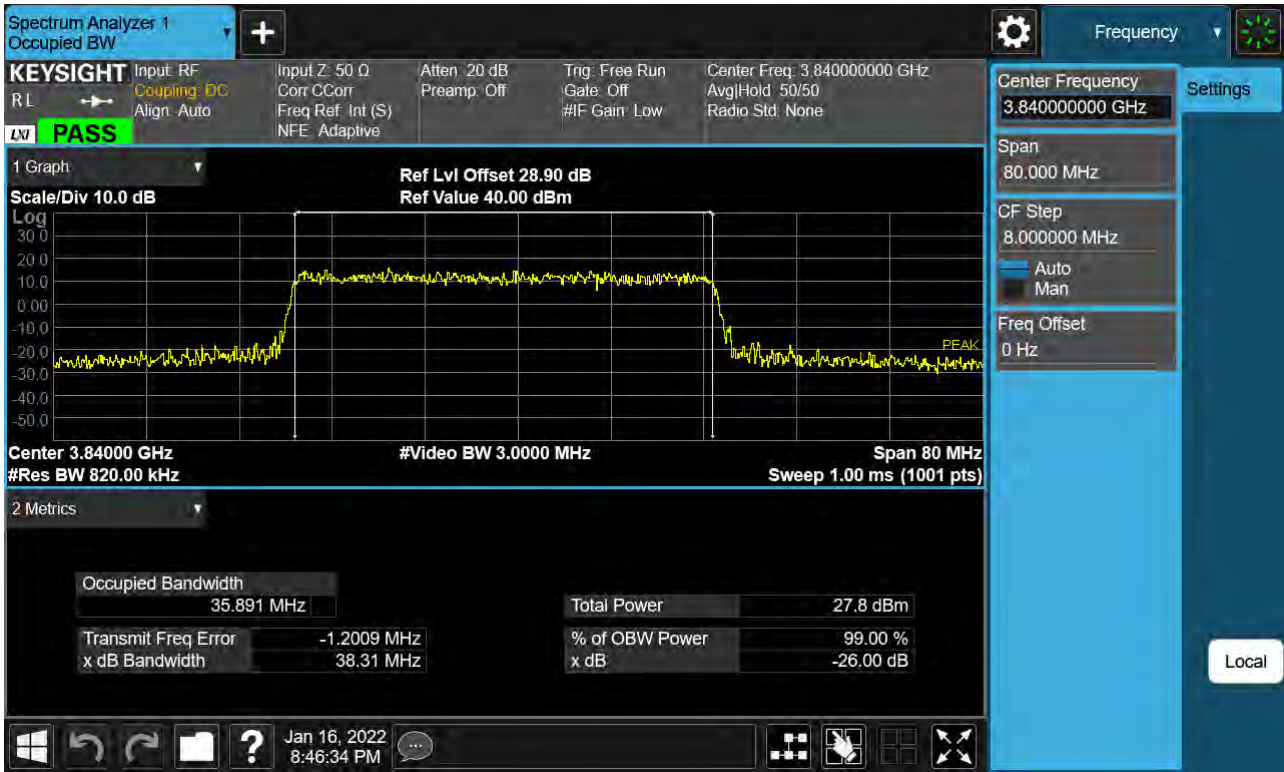 Spectrum Analyzer 1
Occupied BW
+
Frequency
KEYSIGHT
RL
LXI
PASS
Input: RF
Coupling: DC
Align: Auto
Input Z: 50 Ω
Corr CCorr
Freq Ref: Int (S)
NFE: Adaptive
Atten: 20 dB
Preamp: Off
Trig: Free Run
Gate: Off
#IF Gain: Low
Center Freq: 3.840000000 GHz
Avg|Hold: 50/50
Radio Std: None
Center Frequency
3.840000000 GHz
Settings
Span
80.000 MHz
CF Step
8.000000 MHz
Auto
Man
Freq Offset
0 Hz
1 Graph
Scale/Div 10.0 dB
Ref Lvl Offset 28.90 dB
Ref Value 40.00 dBm
Log
30.0
20.0
10.0
0.00
-10.0
-20.0
-30.0
-40.0
-50.0
PEAK
Center 3.84000 GHz
#Video BW 3.0000 MHz
Span 80 MHz
#Res BW 820.00 kHz
Sweep 1.00 ms (1001 pts)
2 Metrics
Occupied Bandwidth
35.891 MHz
Total Power 27.8 dBm
Transmit Freq Error -1.2009 MHz
% of OBW Power 99.00 %
x dB Bandwidth 38.31 MHz
x dB -26.00 dB
Local
?
Jan 16, 2022
8:46:34 PM